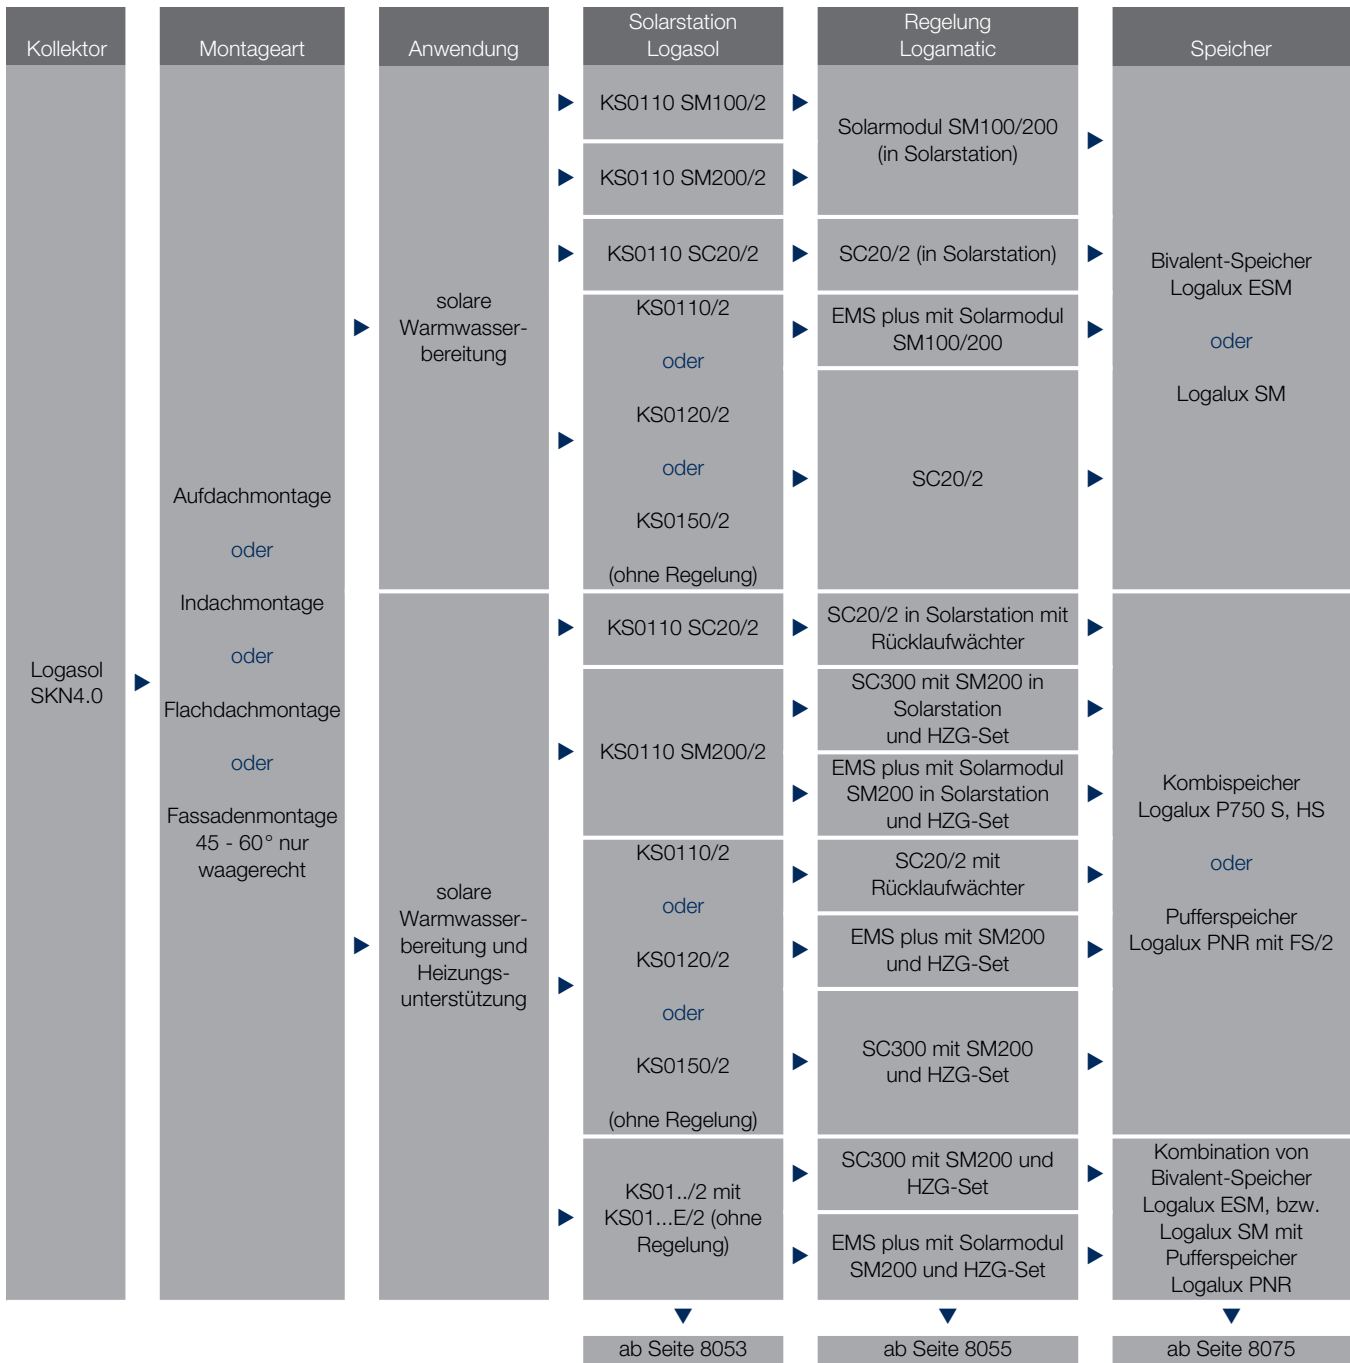 Kollektor
Montageart
Anwendung
Solarstation
Logasol
Regelung
Logamatic
Speicher
Logasol
SKN4.0
Aufdachmontage
oder
Indachmontage
oder
Flachdachmontage
oder
Fassadenmontage
45 - 60° nur
waagerecht
solare
Warmwasser-
bereitung
KS0110 SM100/2
KS0110 SM200/2
Solarmodul SM100/200
(in Solarstation)
KS0110 SC20/2
SC20/2 (in Solarstation)
KS0110/2
oder
KS0120/2
oder
KS0150/2
(ohne Regelung)
EMS plus mit Solarmodul
SM100/200
SC20/2
Bivalent-Speicher
Logalux ESM
oder
Logalux SM
solare
Warmwasser-
bereitung und
Heizungs-
unterstützung
KS0110 SC20/2
SC20/2 in Solarstation mit
Rücklaufwächter
KS0110 SM200/2
SC300 mit SM200 in
Solarstation
und HZG-Set
EMS plus mit Solarmodul
SM200 in Solarstation
und HZG-Set
KS0110/2
oder
KS0120/2
oder
KS0150/2
(ohne Regelung)
SC20/2 mit
Rücklaufwächter
EMS plus mit SM200
und HZG-Set
SC300 mit SM200
und HZG-Set
Kombispeicher
Logalux P750 S, HS
oder
Pufferspeicher
Logalux PNR mit FS/2
KS01../2 mit
KS01...E/2 (ohne
Regelung)
SC300 mit SM200 und
HZG-Set
EMS plus mit Solarmodul
SM200 und HZG-Set
Kombination von
Bivalent-Speicher
Logalux ESM, bzw.
Logalux SM mit
Pufferspeicher
Logalux PNR
ab Seite 8053
ab Seite 8055
ab Seite 8075